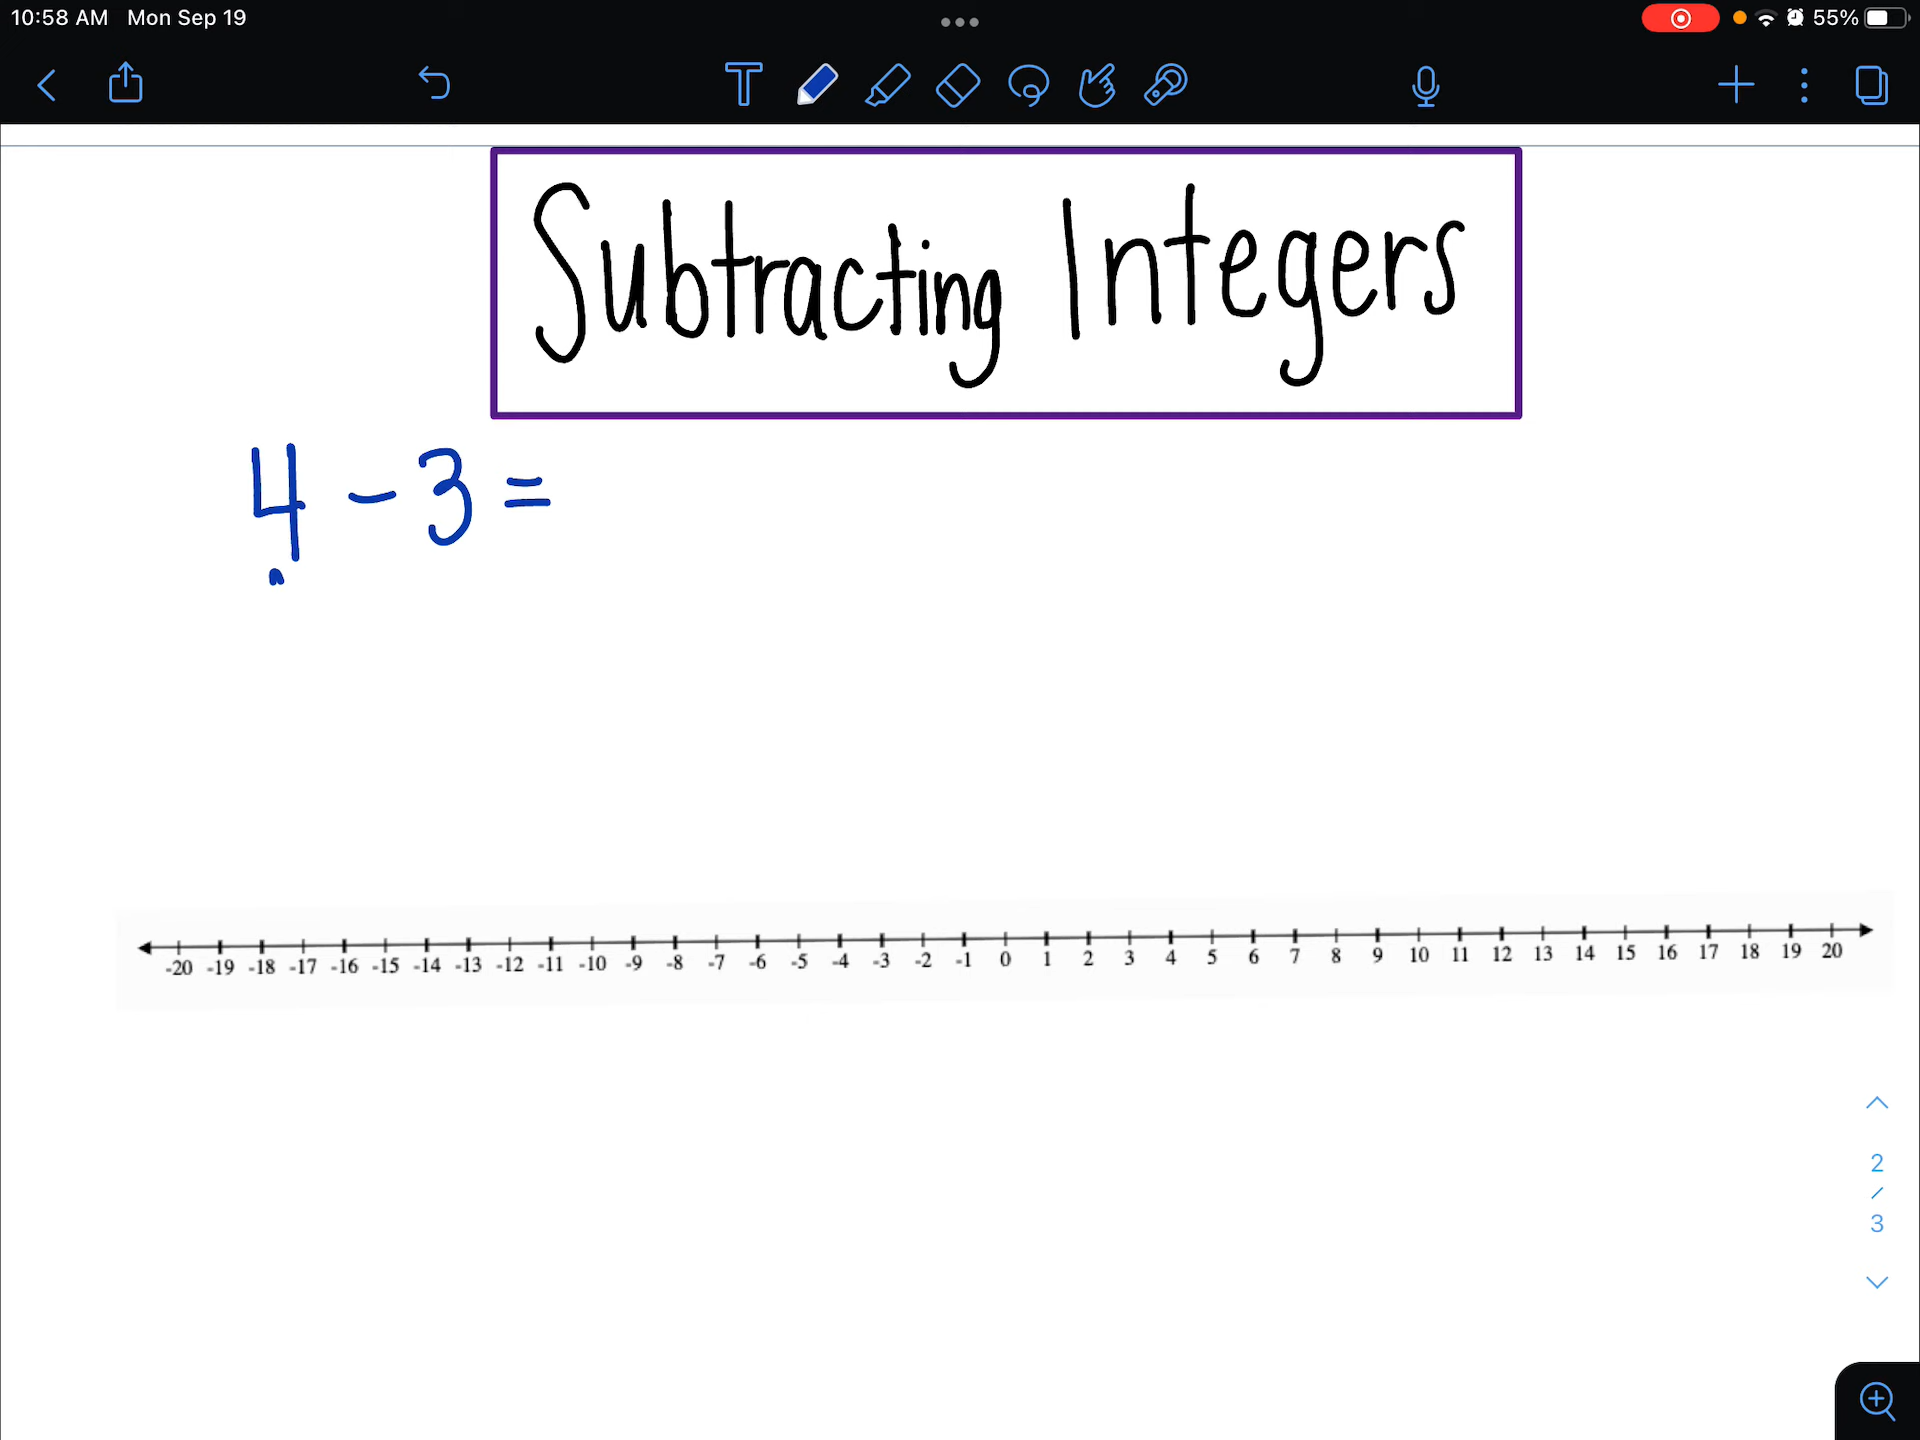 10:58 AM Mon Sep 19
55%
T
Subtracting Integers
4 - 3 =
-20 -19 -18 -17 -16 -15 -14 -13 -12 -11 -10 -9 -8 -7 -6 -5 -4 -3 -2 -1 0 1 2 3 4 5 6 7 8 9 10 11 12 13 14 15 16 17 18 19 20
2
/
3